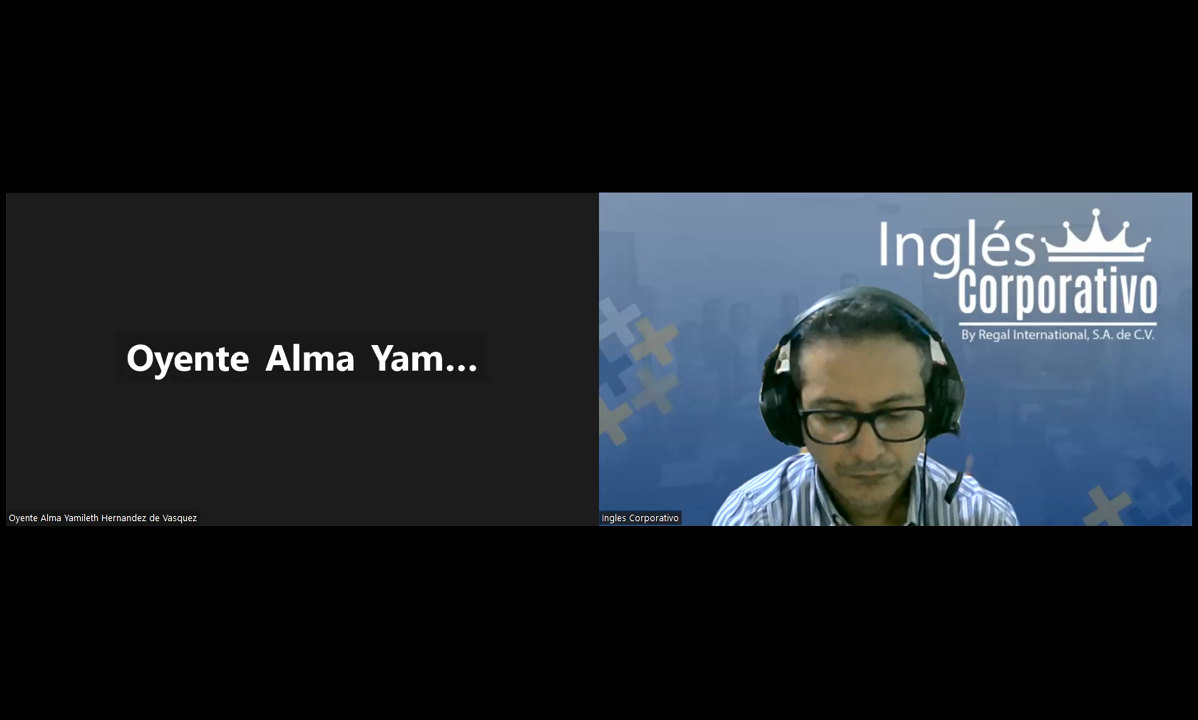 Oyente Alma Yam...
Oyente Alma Yamileth Hernandez de Vasquez
Inglés
Corporativo
By Regal International, S.A. de C.V.
Ingles Corporativo